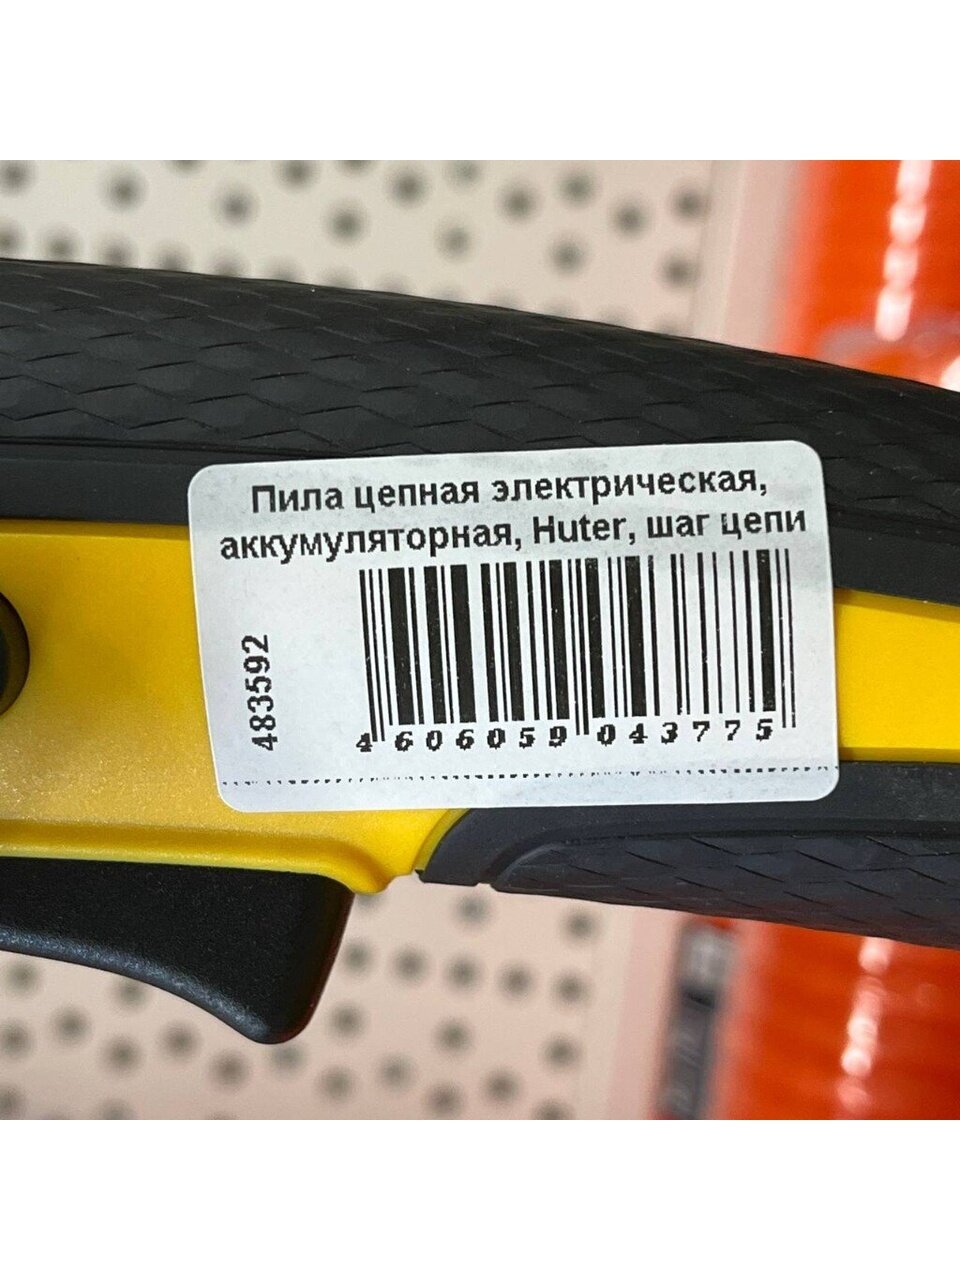 Пила цепная электрическая,
аккумуляторная, Huter, шаг цепи
483592
4 606059 043775